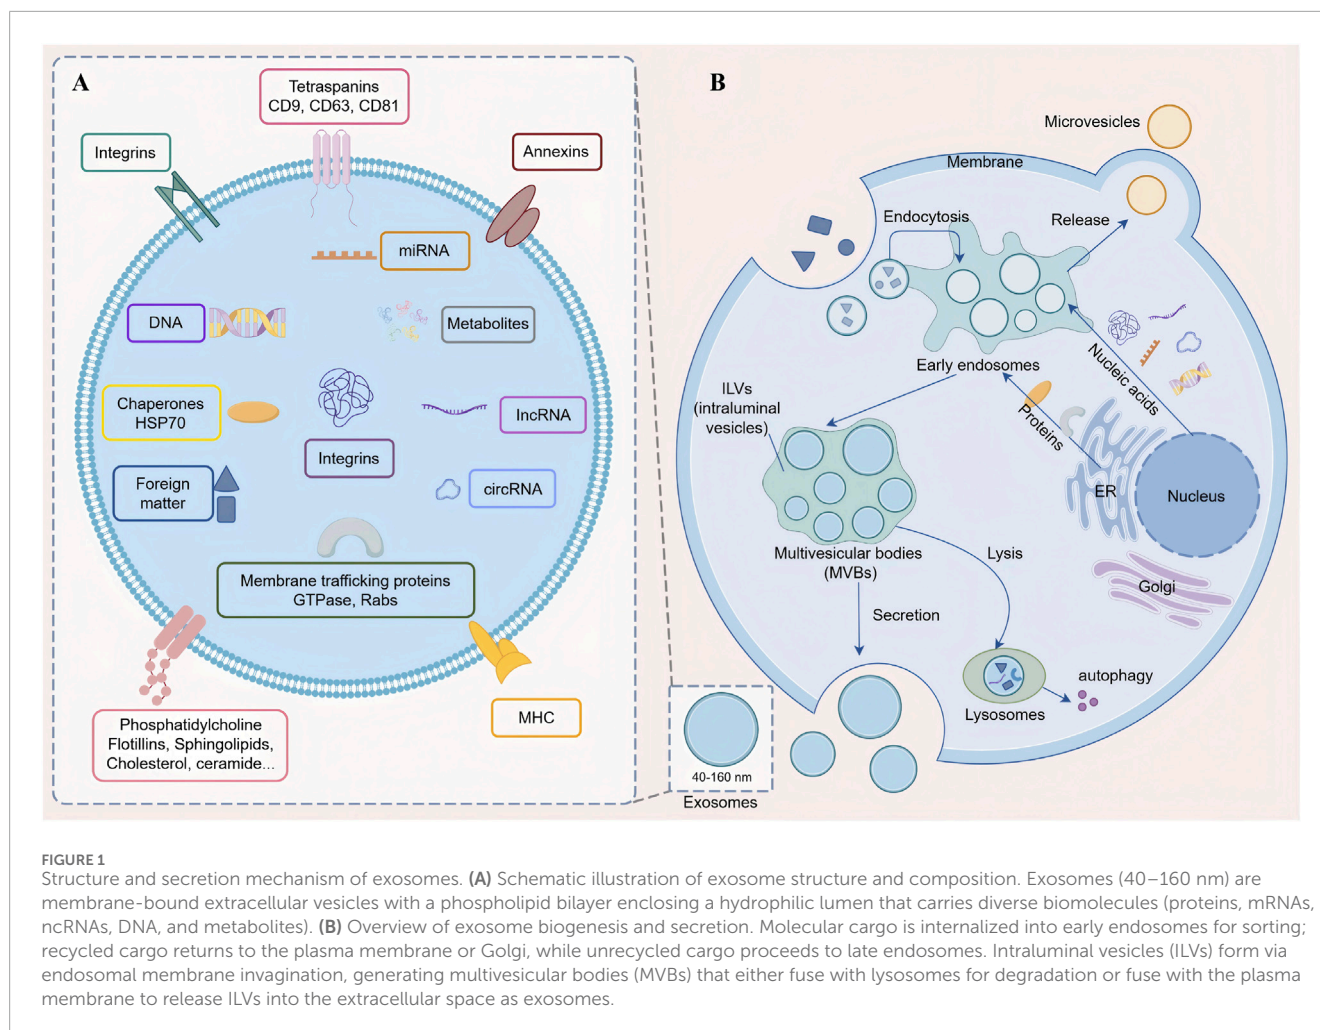 A
Tetraspanins
CD9, CD63, CD81
Integrins
Annexins
miRNA
DNA
Metabolites
Chaperones
HSP70
lncRNA
Integrins
Foreign
matter
circRNA
Membrane trafficking proteins
GTPase, Rabs
Phosphatidylcholine
Flotillins, Sphingolipids,
Cholesterol, ceramide...
MHC
B
Microvesicles
Membrane
Endocytosis
Release
Early endosomes
Nucleic acids
ILVs
(intraluminal
vesicles)
Proteins
ER
Nucleus
Multivesicular bodies
(MVBs)
Lysis
Golgi
Secretion
autophagy
Lysosomes
40-160 nm
Exosomes
FIGURE 1
Structure and secretion mechanism of exosomes. (A) Schematic illustration of exosome structure and composition. Exosomes (40–160 nm) are
membrane-bound extracellular vesicles with a phospholipid bilayer enclosing a hydrophilic lumen that carries diverse biomolecules (proteins, mRNAs,
ncRNAs, DNA, and metabolites). (B) Overview of exosome biogenesis and secretion. Molecular cargo is internalized into early endosomes for sorting;
recycled cargo returns to the plasma membrane or Golgi, while unrecycled cargo proceeds to late endosomes. Intraluminal vesicles (ILVs) form via
endosomal membrane invagination, generating multivesicular bodies (MVBs) that either fuse with lysosomes for degradation or fuse with the plasma
membrane to release ILVs into the extracellular space as exosomes.